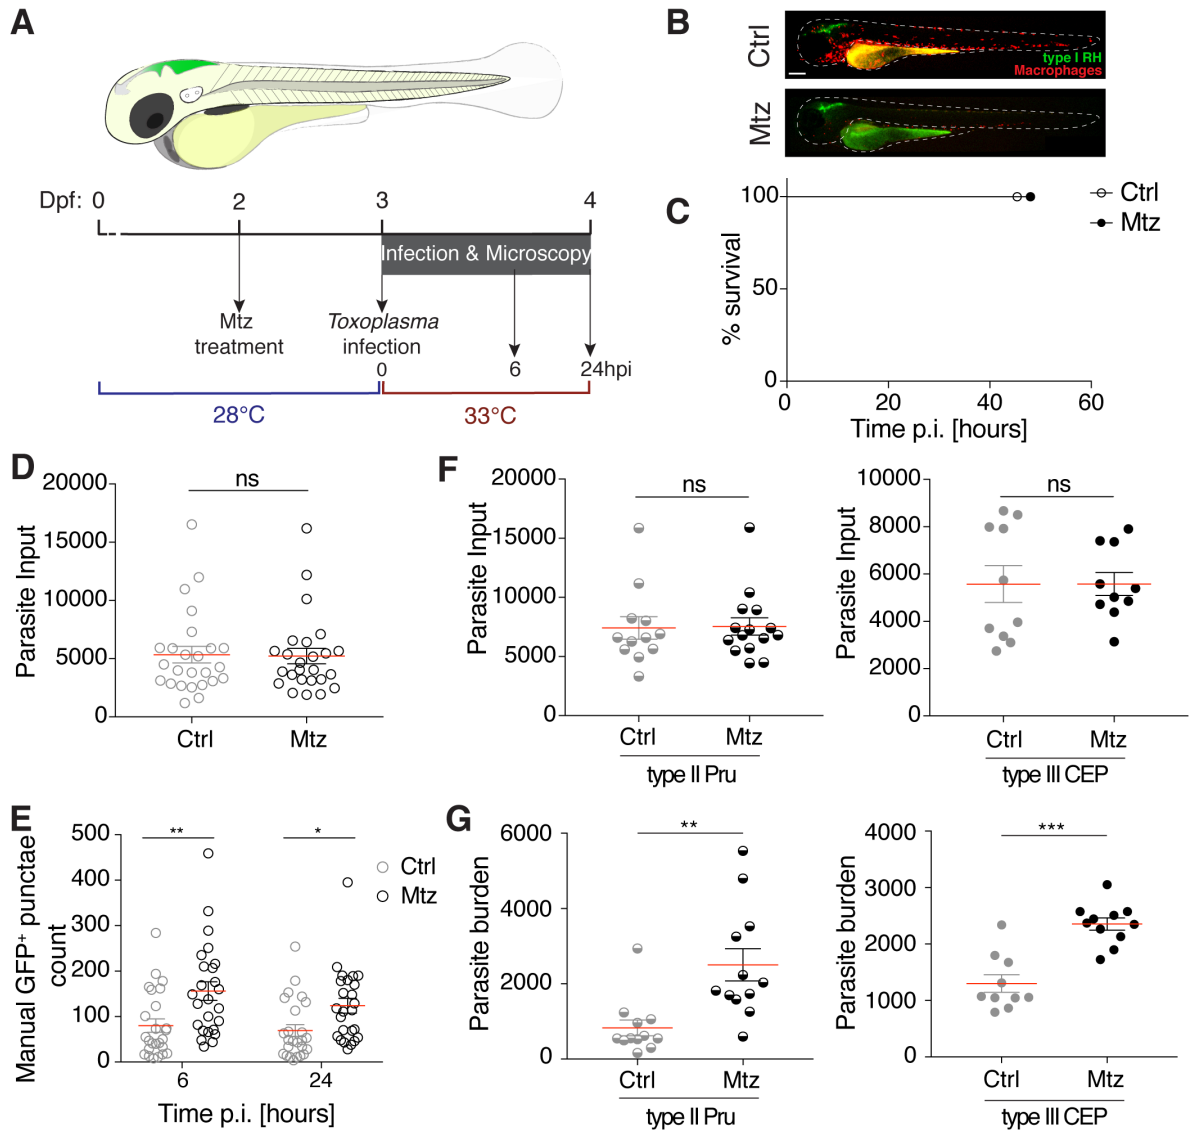 A
Dpf: 0 2 3 4
Infection & Microscopy
Mtz
treatment
Toxoplasma
infection
0 6 24hpi
28°C 33°C
B
Ctrl
type I RH
Macrophages
Mtz
C
100
50
0
% survival
0 20 40 60
Time p.i. [hours]
Ctrl
Mtz
D
20000
15000
10000
5000
0
Parasite Input
ns
Ctrl Mtz
F
20000
15000
10000
5000
0
Parasite Input
ns
Ctrl Mtz
type II Pru
10000
8000
6000
4000
2000
0
Parasite Input
ns
Ctrl Mtz
type III CEP
E
500
400
300
200
100
0
Manual GFP+ punctae
count
** *
Ctrl
Mtz
6 24
Time p.i. [hours]
G
6000
4000
2000
0
Parasite burden
**
Ctrl Mtz
type II Pru
4000
3000
2000
1000
0
Parasite burden
***
Ctrl Mtz
type III CEP